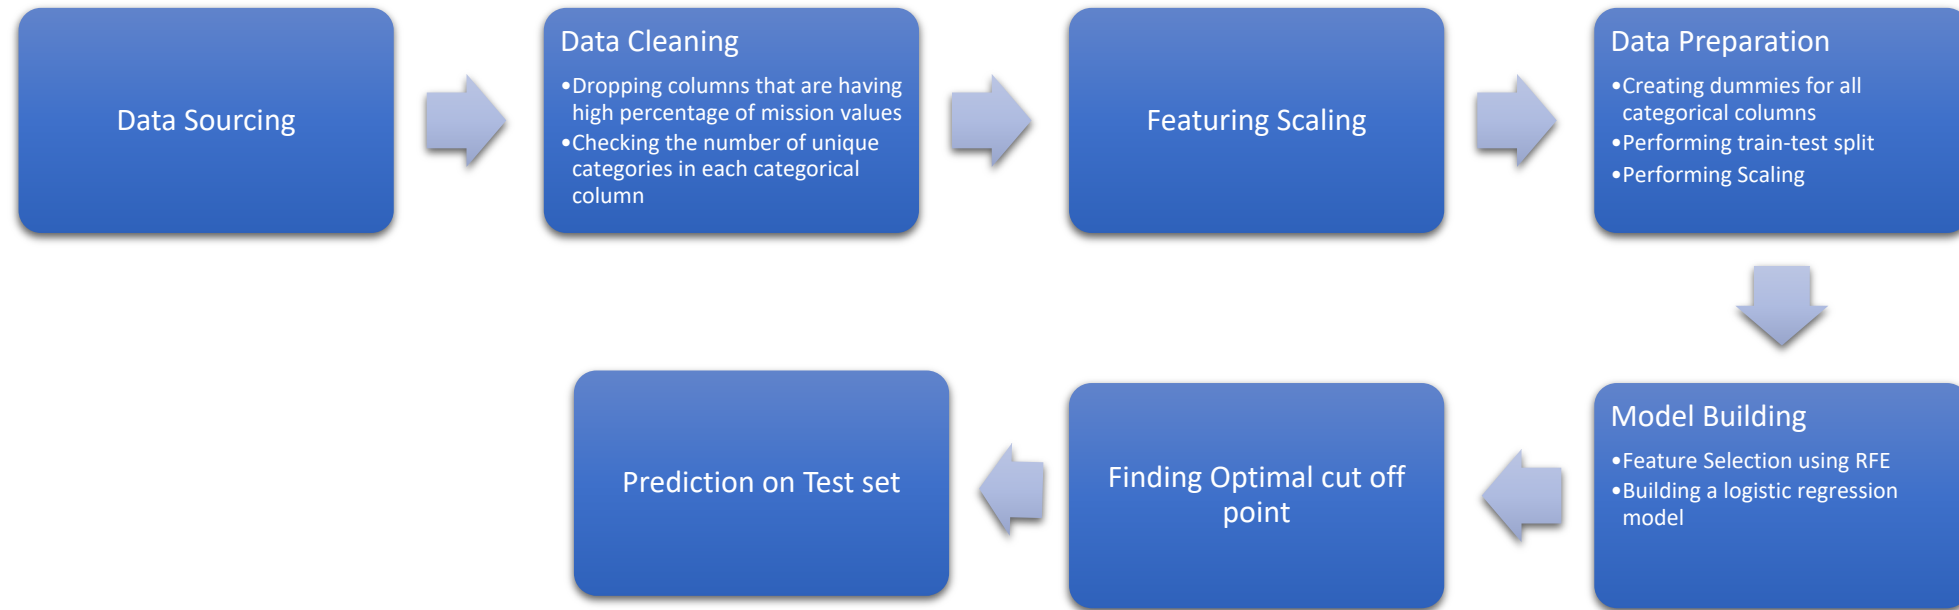 Data Sourcing
Data Cleaning
•Dropping columns that are having
high percentage of mission values
•Checking the number of unique
categories in each categorical
column
Featuring Scaling
Data Preparation
•Creating dummies for all
categorical columns
•Performing train-test split
•Performing Scaling
Model Building
•Feature Selection using RFE
•Building a logistic regression
model
Finding Optimal cut off
point
Prediction on Test set